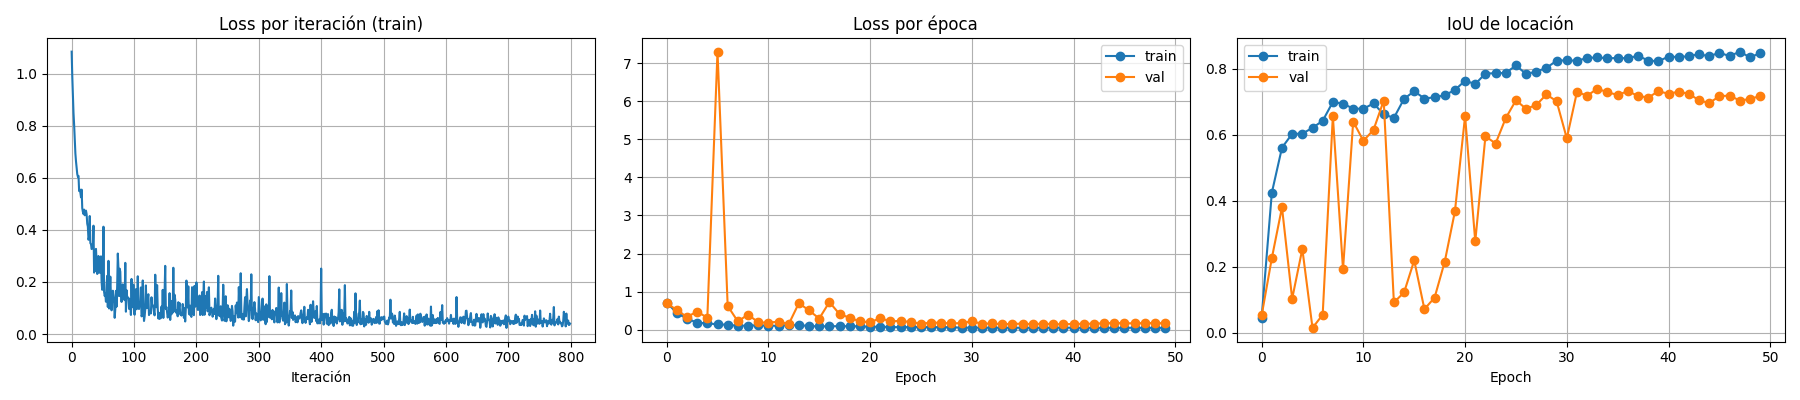 Loss por iteración (train)
1.0
0.8
0.6
0.4
0.2
0.0
0 100 200 300 400 500 600 700 800
Iteración
Loss por época
train
val
7
6
5
4
3
2
1
0
0 10 20 30 40 50
Epoch
IoU de locación
train
val
0.8
0.6
0.4
0.2
0.0
0 10 20 30 40 50
Epoch